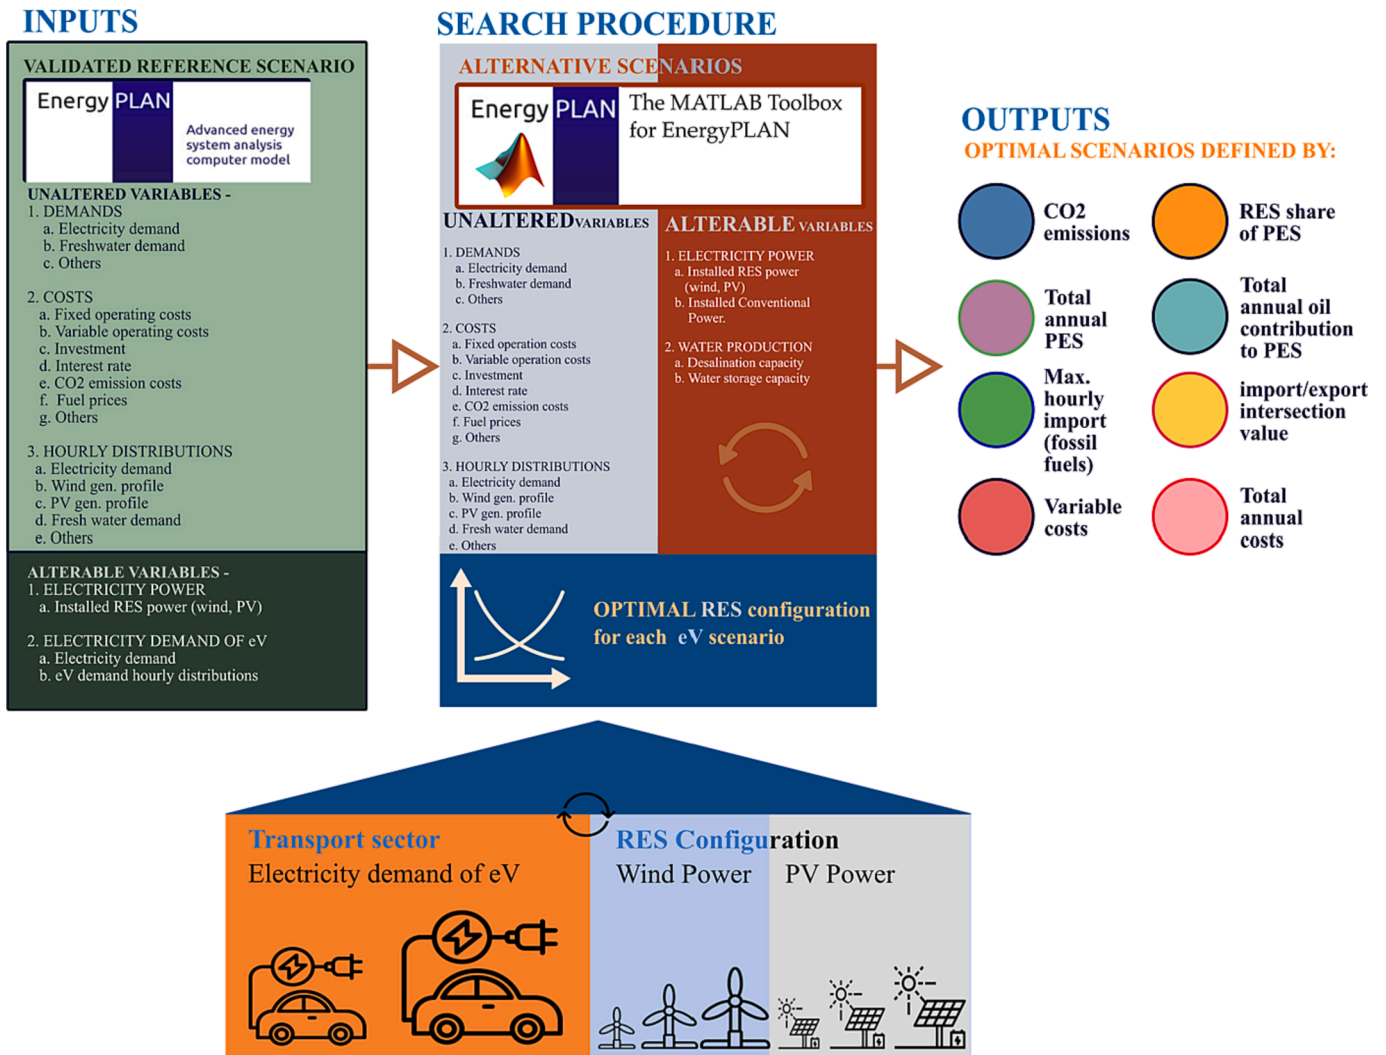 INPUTS
VALIDATED REFERENCE SCENARIO
Energy PLAN
Advanced energy
system analysis
computer model
UNALTERED VARIABLES -
1. DEMANDS
a. Electricity demand
b. Freshwater demand
c. Others
2. COSTS
a. Fixed operating costs
b. Variable operating costs
c. Investment
d. Interest rate
e. CO2 emission costs
f. Fuel prices
g. Others
3. HOURLY DISTRIBUTIONS
a. Electricity demand
b. Wind gen. profile
c. PV gen. profile
d. Fresh water demand
e. Others
ALTERABLE VARIABLES -
1. ELECTRICITY POWER
a. Installed RES power (wind, PV)
2. ELECTRICITY DEMAND OF eV
a. Electricity demand
b. eV demand hourly distributions
SEARCH PROCEDURE
ALTERNATIVE SCENARIOS
Energy PLAN
The MATLAB Toolbox
for EnergyPLAN
UNALTERED VARIABLES
1. DEMANDS
a. Electricity demand
b. Freshwater demand
c. Others
2. COSTS
a. Fixed operation costs
b. Variable operation costs
c. Investment
d. Interest rate
e. CO2 emission costs
f. Fuel prices
g. Others
3. HOURLY DISTRIBUTIONS
a. Electricity demand
b. Wind gen. profile
c. PV gen. profile
d. Fresh water demand
e. Others
ALTERABLE VARIABLES
1. ELECTRICITY POWER
a. Installed RES power
(wind, PV)
b. Installed Conventional
Power.
2. WATER PRODUCTION
a. Desalination capacity
b. Water storage capacity
OPTIMAL RES configuration
for each eV scenario
OUTPUTS
OPTIMAL SCENARIOS DEFINED BY:
CO2
emissions
RES share
of PES
Total
annual
PES
Total
annual oil
contribution
to PES
Max.
hourly
import
(fossil
fuels)
import/export
intersection
value
Variable
costs
Total
annual
costs
Transport sector
Electricity demand of eV
RES Configuration
Wind Power
PV Power